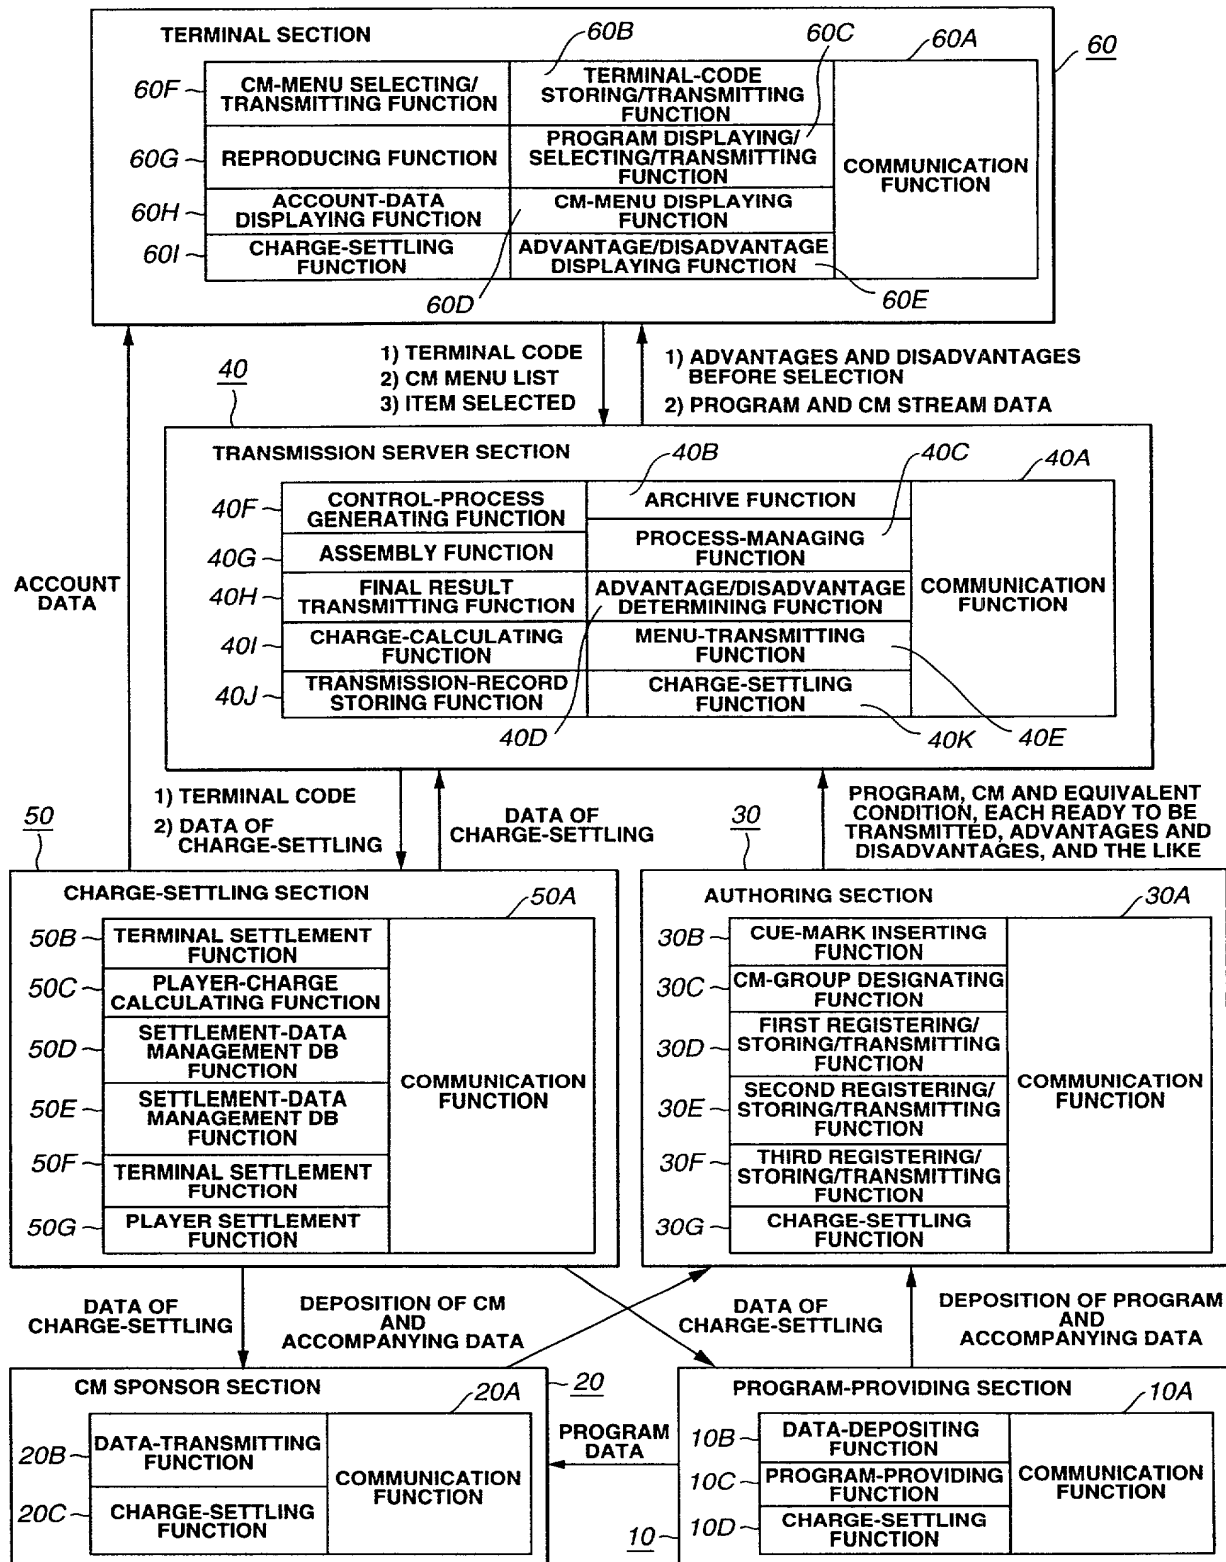 TERMINAL SECTION
60B
60C
60A
60
60F
CM-MENU SELECTING/
TRANSMITTING FUNCTION
TERMINAL-CODE
STORING/TRANSMITTING
FUNCTION
60G
REPRODUCING FUNCTION
PROGRAM DISPLAYING/
SELECTING/TRANSMITTING
FUNCTION
COMMUNICATION
FUNCTION
60H
ACCOUNT-DATA
DISPLAYING FUNCTION
CM-MENU DISPLAYING
FUNCTION
60I
CHARGE-SETTLING
FUNCTION
ADVANTAGE/DISADVANTAGE
DISPLAYING FUNCTION
60D
60E
1) TERMINAL CODE
2) CM MENU LIST
3) ITEM SELECTED
1) ADVANTAGES AND DISADVANTAGES
BEFORE SELECTION
2) PROGRAM AND CM STREAM DATA
40
TRANSMISSION SERVER SECTION
40B
40C
40A
40F
CONTROL-PROCESS
GENERATING FUNCTION
ARCHIVE FUNCTION
40G
ASSEMBLY FUNCTION
PROCESS-MANAGING
FUNCTION
40H
FINAL RESULT
TRANSMITTING FUNCTION
ADVANTAGE/DISADVANTAGE
DETERMINING FUNCTION
COMMUNICATION
FUNCTION
40I
CHARGE-CALCULATING
FUNCTION
MENU-TRANSMITTING
FUNCTION
40J
TRANSMISSION-RECORD
STORING FUNCTION
CHARGE-SETTLING
FUNCTION
40D
40K
40E
ACCOUNT
DATA
1) TERMINAL CODE
2) DATA OF
CHARGE-SETTLING
DATA OF
CHARGE-SETTLING
PROGRAM, CM AND EQUIVALENT
CONDITION, EACH READY TO BE
TRANSMITTED, ADVANTAGES AND
DISADVANTAGES, AND THE LIKE
50
CHARGE-SETTLING SECTION
50A
50B
TERMINAL SETTLEMENT
FUNCTION
50C
PLAYER-CHARGE
CALCULATING FUNCTION
50D
SETTLEMENT-DATA
MANAGEMENT DB
FUNCTION
50E
SETTLEMENT-DATA
MANAGEMENT DB
FUNCTION
50F
TERMINAL SETTLEMENT
FUNCTION
50G
PLAYER SETTLEMENT
FUNCTION
COMMUNICATION
FUNCTION
30
AUTHORING SECTION
30A
30B
CUE-MARK INSERTING
FUNCTION
30C
CM-GROUP DESIGNATING
FUNCTION
30D
FIRST REGISTERING/
STORING/TRANSMITTING
FUNCTION
30E
SECOND REGISTERING/
STORING/TRANSMITTING
FUNCTION
30F
THIRD REGISTERING/
STORING/TRANSMITTING
FUNCTION
30G
CHARGE-SETTLING
FUNCTION
COMMUNICATION
FUNCTION
DATA OF
CHARGE-SETTLING
DEPOSITION OF CM
AND
ACCOMPANYING DATA
DATA OF
CHARGE-SETTLING
DEPOSITION OF PROGRAM
AND
ACCOMPANYING DATA
CM SPONSOR SECTION
20A
20
20B
DATA-TRANSMITTING
FUNCTION
20C
CHARGE-SETTLING
FUNCTION
COMMUNICATION
FUNCTION
PROGRAM
DATA
PROGRAM-PROVIDING SECTION
10A
10B
DATA-DEPOSITING
FUNCTION
10C
PROGRAM-PROVIDING
FUNCTION
10D
CHARGE-SETTLING
FUNCTION
COMMUNICATION
FUNCTION
10